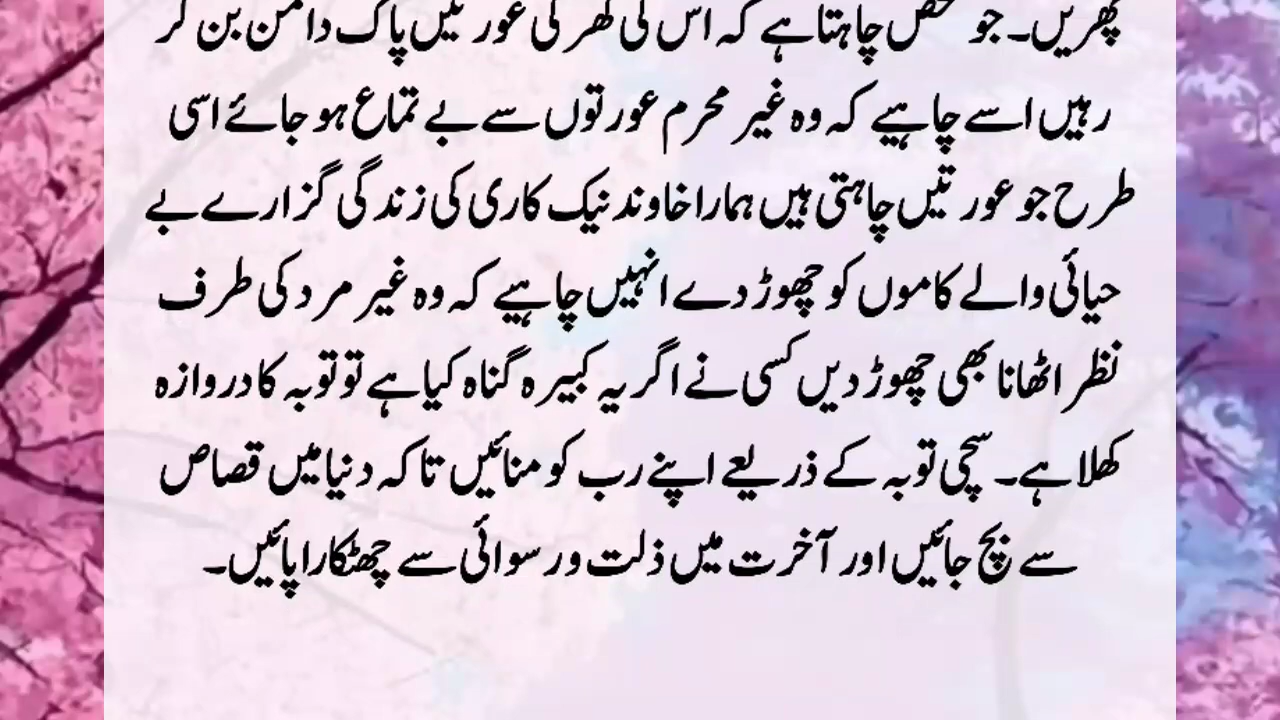 پھریں۔ جو شخص چاہتا ہے کہ اس کی گھر کی عورتیں پاک دامن بن کر
رہیں اسے چاہیے کہ وہ غیر محرم عورتوں سے بے تماع ہو جائے اسی
طرح جو عورتیں چاہتی ہیں ہمارا خاوند نیک کاری کی زندگی گزارے بے
حیائی والے کاموں کو چھوڑ دے انہیں چاہیے کہ وہ غیر مرد کی طرف
نظر اٹھانا بھی چھوڑ دیں کسی نے اگر یہ کبیرہ گناہ کیا ہے تو توبہ کا دروازہ
کھلا ہے۔ سچی توبہ کے ذریعے اپنے رب کو منائیں تاکہ دنیا میں قصاص
سے بچ جائیں اور آخرت میں ذلت ورسوائی سے چھٹکارا پائیں۔